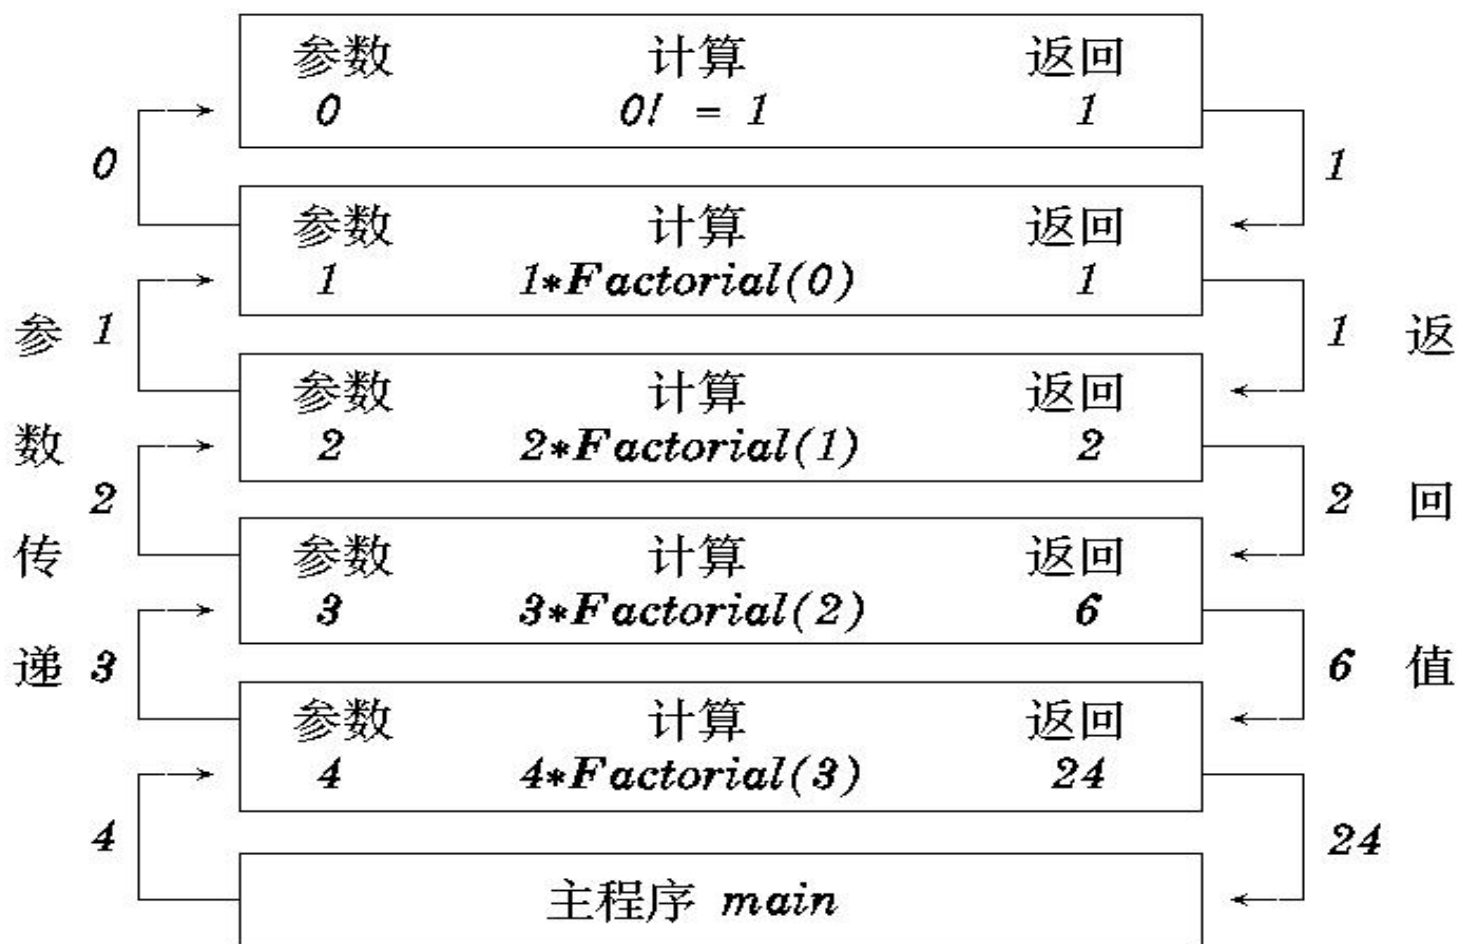 参数 计算 返回
0 0! = 1 1
0 1
参数 计算 返回
1 1*Factorial(0) 1
参 1 1 返
参数 计算 返回
2 2*Factorial(1) 2
数
2 2 回
参数 计算 返回
传
3 3*Factorial(2) 6
递 3 6 值
参数 计算 返回
4 4*Factorial(3) 24
4 24
主程序 main